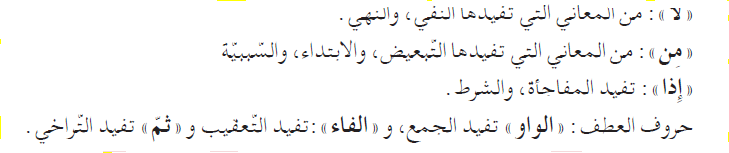 « لا » : من المعاني التي تفيدها النفي، والنهي .
« مِن » : من المعاني التي تفيدها التّبعيض، والابتداء، والسّببيّة
« إِذا » : تفيد المفاجأة، والشرط .
حروف العطف : « الواو » تفيد الجمع، و « الفاء » :تفيد التّعقيب و « ثمّ » تفيد التّراخي .